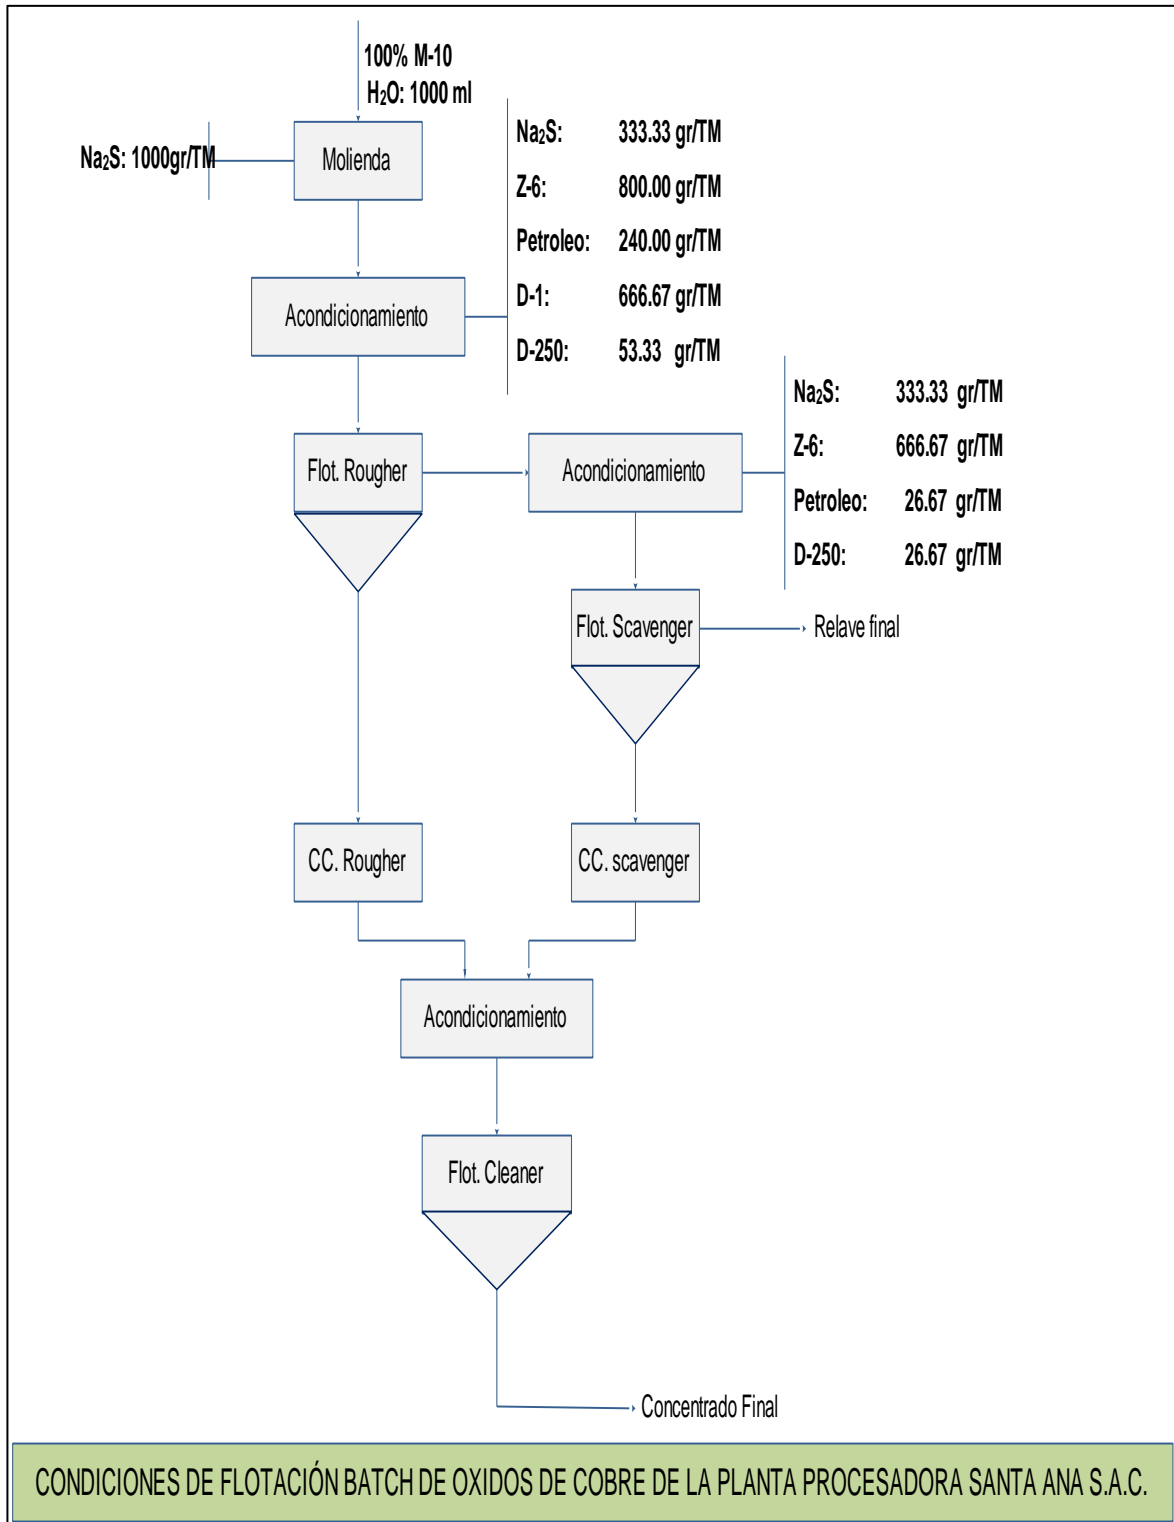 100% M-10
H₂O: 1000 ml
Na₂S: 1000gr/TM
Molienda
Na₂S: 333.33 gr/TM
Z-6: 800.00 gr/TM
Petroleo: 240.00 gr/TM
D-1: 666.67 gr/TM
D-250: 53.33 gr/TM
Acondicionamiento
Flot. Rougher
Acondicionamiento
Na₂S: 333.33 gr/TM
Z-6: 666.67 gr/TM
Petroleo: 26.67 gr/TM
D-250: 26.67 gr/TM
Flot. Scavenger
Relave final
CC. Rougher
CC. scavenger
Acondicionamiento
Flot. Cleaner
Concentrado Final
CONDICIONES DE FLOTACIÓN BATCH DE OXIDOS DE COBRE DE LA PLANTA PROCESADORA SANTA ANA S.A.C.